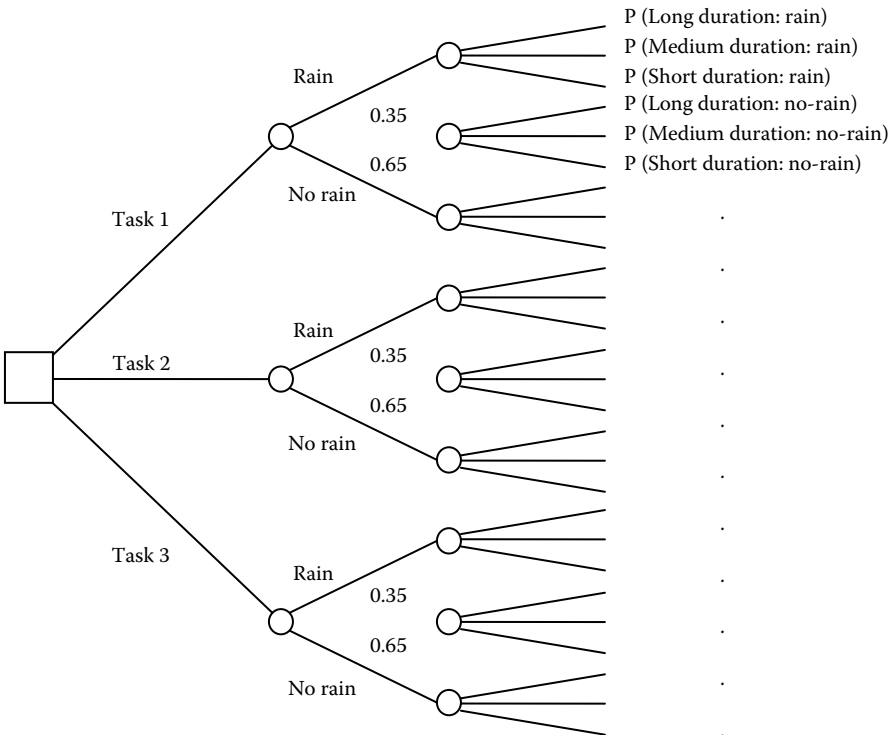 P (Long duration: rain)
P (Medium duration: rain)
Rain
P (Short duration: rain)
P (Long duration: no-rain)
0.35
P (Medium duration: no-rain)
0.65
P (Short duration: no-rain)
No rain
Task 1
Rain
0.35
Task 2
0.65
No rain
Task 3
Rain
0.35
0.65
No rain